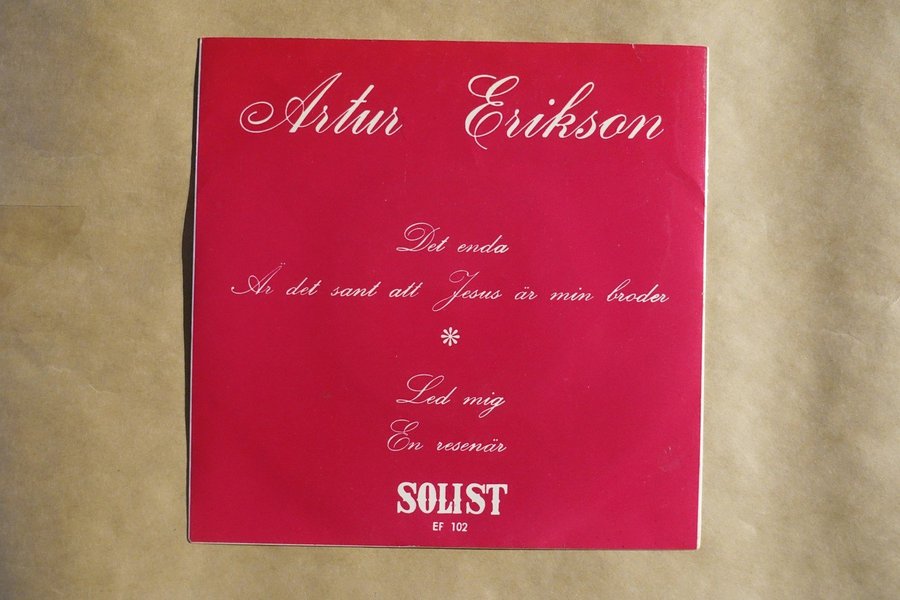 Artur Erikson
Det enda
Är det sant att Jesus är min broder
Led mig
En resenär
SOLIST
EF 102